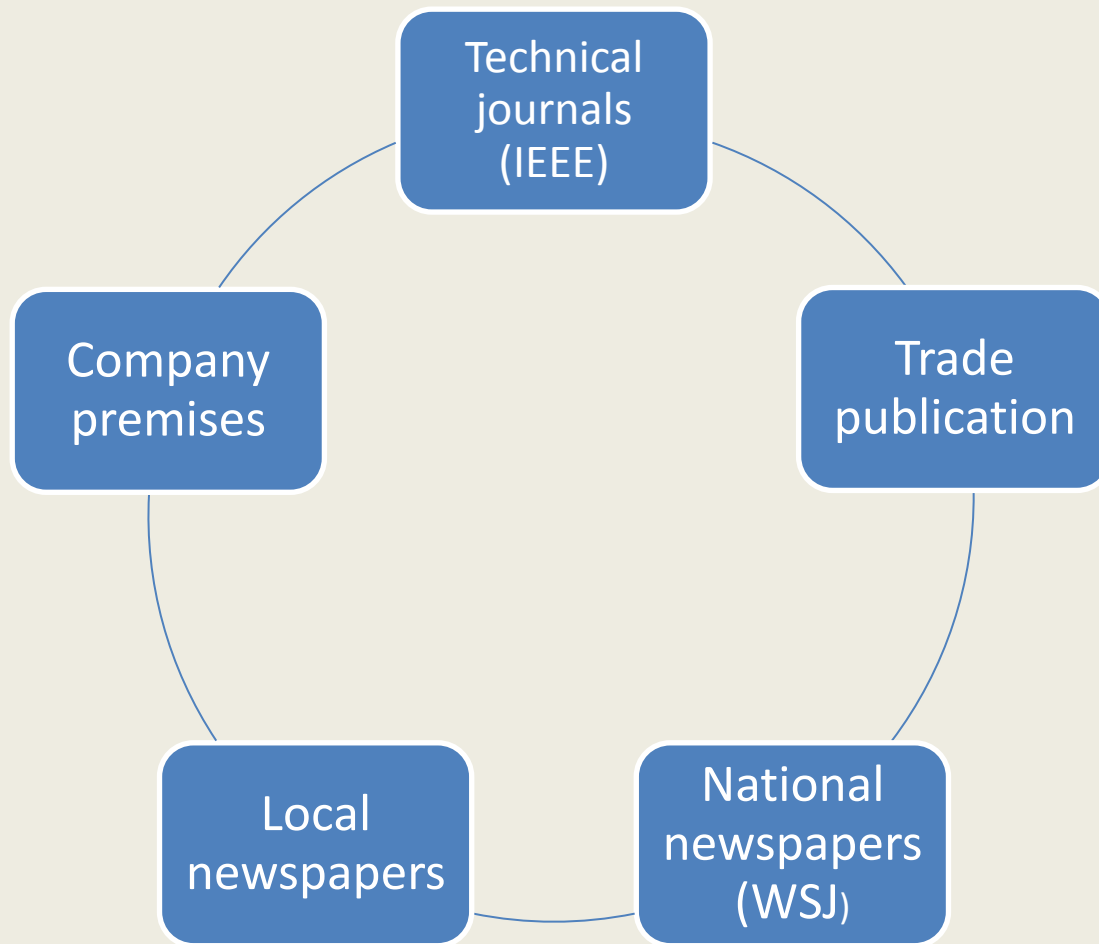 Technical
journals
(IEEE)
Trade
publication
National
newspapers
(WSJ)
Local
newspapers
Company
premises